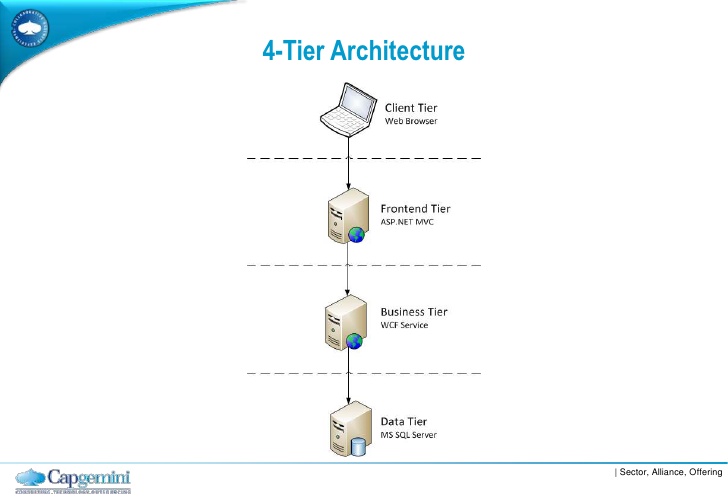 4-Tier Architecture
Client Tier
Web Browser
Frontend Tier
ASP.NET MVC
Business Tier
WCF Service
Data Tier
MS SQL Server
| Sector, Alliance, Offering
Capgemini
CONSULTING.TECHNOLOGY.OUTSOURCING